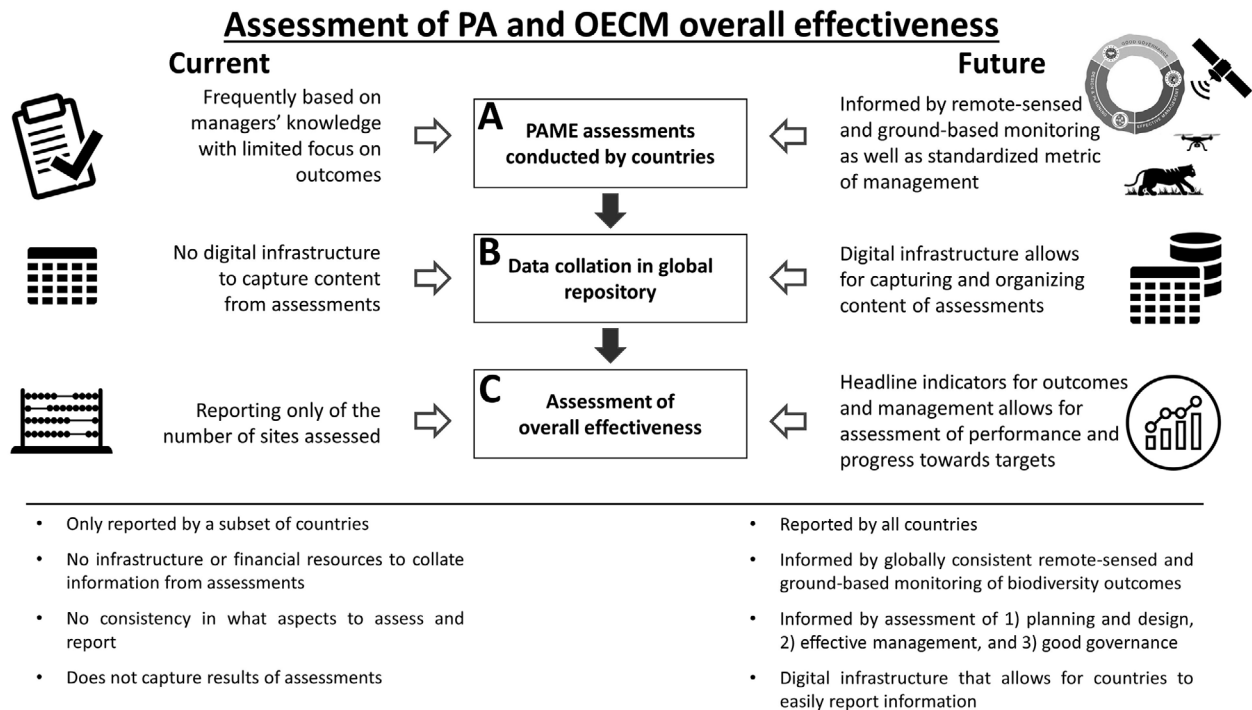 Assessment of PA and OECM overall effectiveness
Current
Future
Frequently based on
managers’ knowledge
with limited focus on
outcomes
A
PAME assessments
conducted by countries
Informed by remote-sensed
and ground-based monitoring
as well as standardized metric
of management
GOOD GOVERNANCE
DESIGN & PLANNING
EFFECTIVE MANAGEMENT
No digital infrastructure
to capture content
from assessments
B
Data collation in global
repository
Digital infrastructure allows
for capturing and organizing
content of assessments
Reporting only of the
number of sites assessed
C
Assessment of
overall effectiveness
Headline indicators for outcomes
and management allows for
assessment of performance and
progress towards targets
• Only reported by a subset of countries
• No infrastructure or financial resources to collate
information from assessments
• No consistency in what aspects to assess and
report
• Does not capture results of assessments
• Reported by all countries
• Informed by globally consistent remote-sensed and
ground-based monitoring of biodiversity outcomes
• Informed by assessment of 1) planning and design,
2) effective management, and 3) good governance
• Digital infrastructure that allows for countries to
easily report information